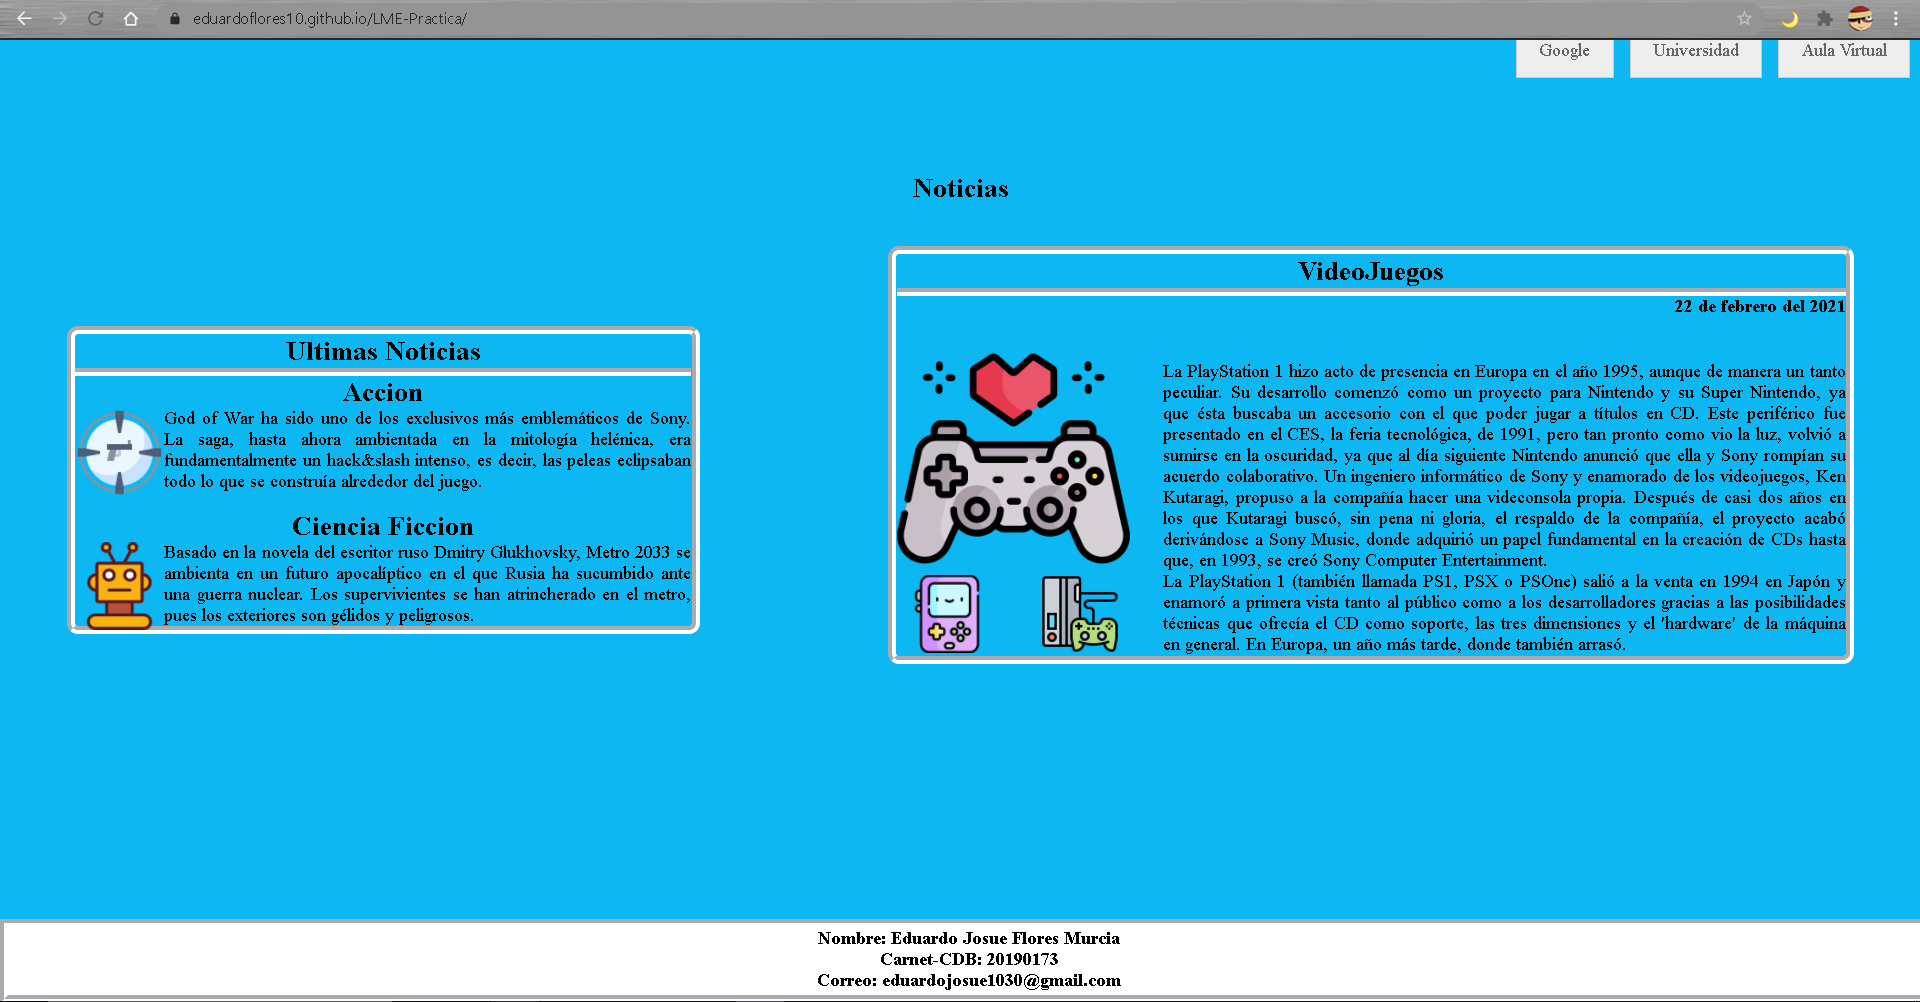 eduardoflores10.github.io/LME-Practica/
Google Universidad Aula Virtual
Noticias
Ultimas Noticias
Accion
God of War ha sido uno de los exclusivos más emblemáticos de Sony.
La saga, hasta ahora ambientada en la mitología helénica, era
fundamentalmente un hack&slash intenso, es decir, las peleas eclipsaban
todo lo que se construía alrededor del juego.
Ciencia Ficcion
Basado en la novela del escritor ruso Dmitry Glukhovsky, Metro 2033 se
ambienta en un futuro apocalíptico en el que Rusia ha sucumbido ante
una guerra nuclear. Los supervivientes se han atrincherado en el metro,
pues los exteriores son gélidos y peligrosos.
VideoJuegos
22 de febrero del 2021
La PlayStation 1 hizo acto de presencia en Europa en el año 1995, aunque de manera un tanto
peculiar. Su desarrollo comenzó como un proyecto para Nintendo y su Super Nintendo, ya
que ésta buscaba un accesorio con el que poder jugar a títulos en CD. Este periférico fue
presentado en el CES, la feria tecnológica, de 1991, pero tan pronto como vio la luz, volvió a
sumirse en la oscuridad, ya que al día siguiente Nintendo anunció que ella y Sony rompían su
acuerdo colaborativo. Un ingeniero informático de Sony y enamorado de los videojuegos, Ken
Kutaragi, propuso a la compañía hacer una videconsola propia. Después de casi dos años en
los que Kutaragi buscó, sin pena ni gloria, el respaldo de la compañía, el proyecto acabó
derivándose a Sony Music, donde adquirió un papel fundamental en la creación de CDs hasta
que, en 1993, se creó Sony Computer Entertainment.
La PlayStation 1 (también llamada PS1, PSX o PSOne) salió a la venta en 1994 en Japón y
enamoró a primera vista tanto al público como a los desarrolladores gracias a las posibilidades
técnicas que ofrecía el CD como soporte, las tres dimensiones y el 'hardware' de la máquina
en general. En Europa, un año más tarde, donde también arrasó.
Nombre: Eduardo Josue Flores Murcia
Carnet-CDB: 20190173
Correo: eduardojosue1030@gmail.com